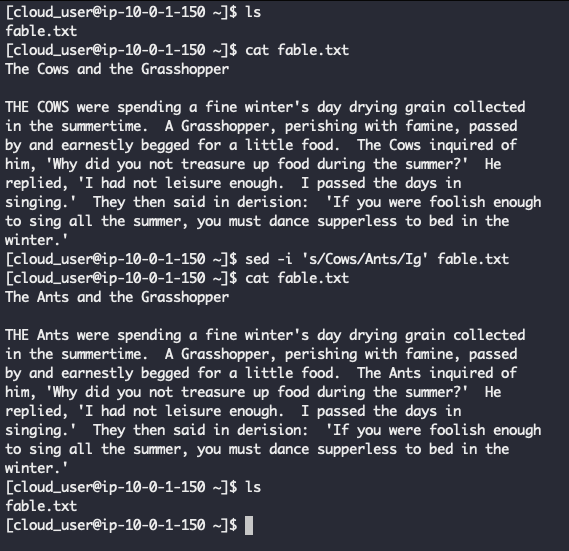 [cloud_user@ip-10-0-1-150 ~]$ ls
fable.txt
[cloud_user@ip-10-0-1-150 ~]$ cat fable.txt
The Cows and the Grasshopper

THE COWS were spending a fine winter's day drying grain collected
in the summertime.  A Grasshopper, perishing with famine, passed
by and earnestly begged for a little food.  The Cows inquired of
him, 'Why did you not treasure up food during the summer?'  He
replied, 'I had not leisure enough.  I passed the days in
singing.'  They then said in derision:  'If you were foolish enough
to sing all the summer, you must dance supperless to bed in the
winter.'
[cloud_user@ip-10-0-1-150 ~]$ sed -i 's/Cows/Ants/Ig' fable.txt
[cloud_user@ip-10-0-1-150 ~]$ cat fable.txt
The Ants and the Grasshopper

THE Ants were spending a fine winter's day drying grain collected
in the summertime.  A Grasshopper, perishing with famine, passed
by and earnestly begged for a little food.  The Ants inquired of
him, 'Why did you not treasure up food during the summer?'  He
replied, 'I had not leisure enough.  I passed the days in
singing.'  They then said in derision:  'If you were foolish enough
to sing all the summer, you must dance supperless to bed in the
winter.'
[cloud_user@ip-10-0-1-150 ~]$ ls
fable.txt
[cloud_user@ip-10-0-1-150 ~]$